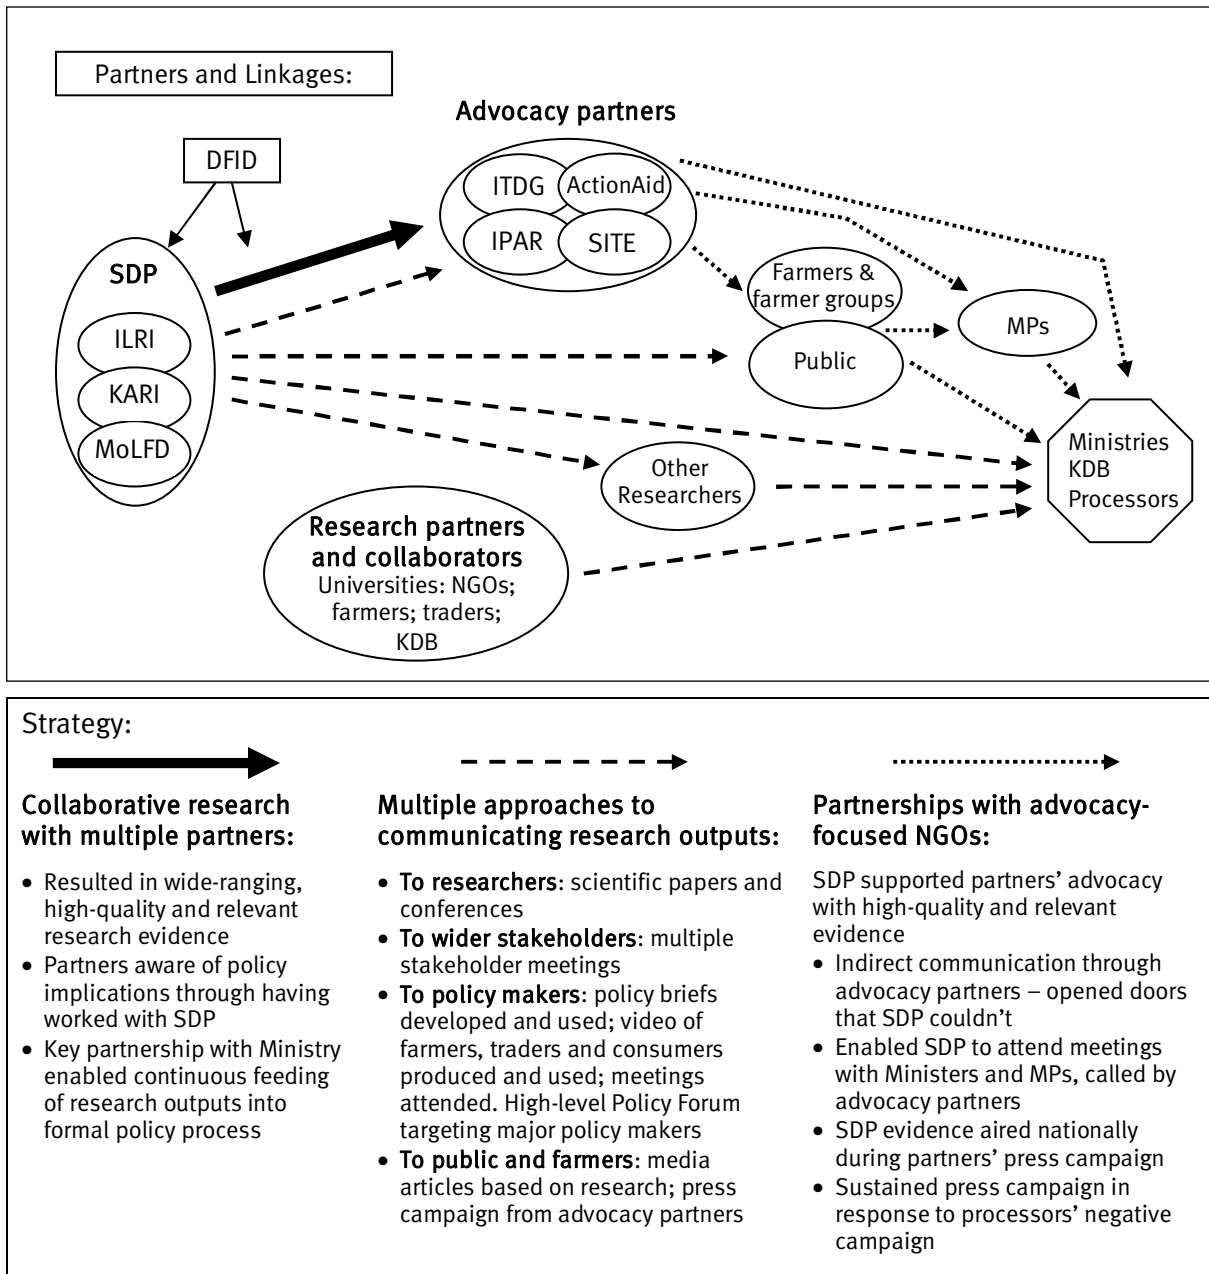 Partners and Linkages:
Advocacy partners
DFID
ITDG
ActionAid
IPAR
SITE
SDP
ILRI
KARI
MoLFD
Farmers &
farmer groups
Public
MPs
Ministries
KDB
Processors
Other
Researchers
Research partners
and collaborators
Universities: NGOs;
farmers; traders;
KDB
Strategy:
Collaborative research
with multiple partners:
• Resulted in wide-ranging,
high-quality and relevant
research evidence
• Partners aware of policy
implications through having
worked with SDP
• Key partnership with Ministry
enabled continuous feeding
of research outputs into
formal policy process
Multiple approaches to
communicating research outputs:
• To researchers: scientific papers and
conferences
• To wider stakeholders: multiple
stakeholder meetings
• To policy makers: policy briefs
developed and used; video of
farmers, traders and consumers
produced and used; meetings
attended. High-level Policy Forum
targeting major policy makers
• To public and farmers: media
articles based on research; press
campaign from advocacy partners
Partnerships with advocacy-
focused NGOs:
SDP supported partners’ advocacy
with high-quality and relevant
evidence
• Indirect communication through
advocacy partners – opened doors
that SDP couldn’t
• Enabled SDP to attend meetings
with Ministers and MPs, called by
advocacy partners
• SDP evidence aired nationally
during partners’ press campaign
• Sustained press campaign in
response to processors’ negative
campaign